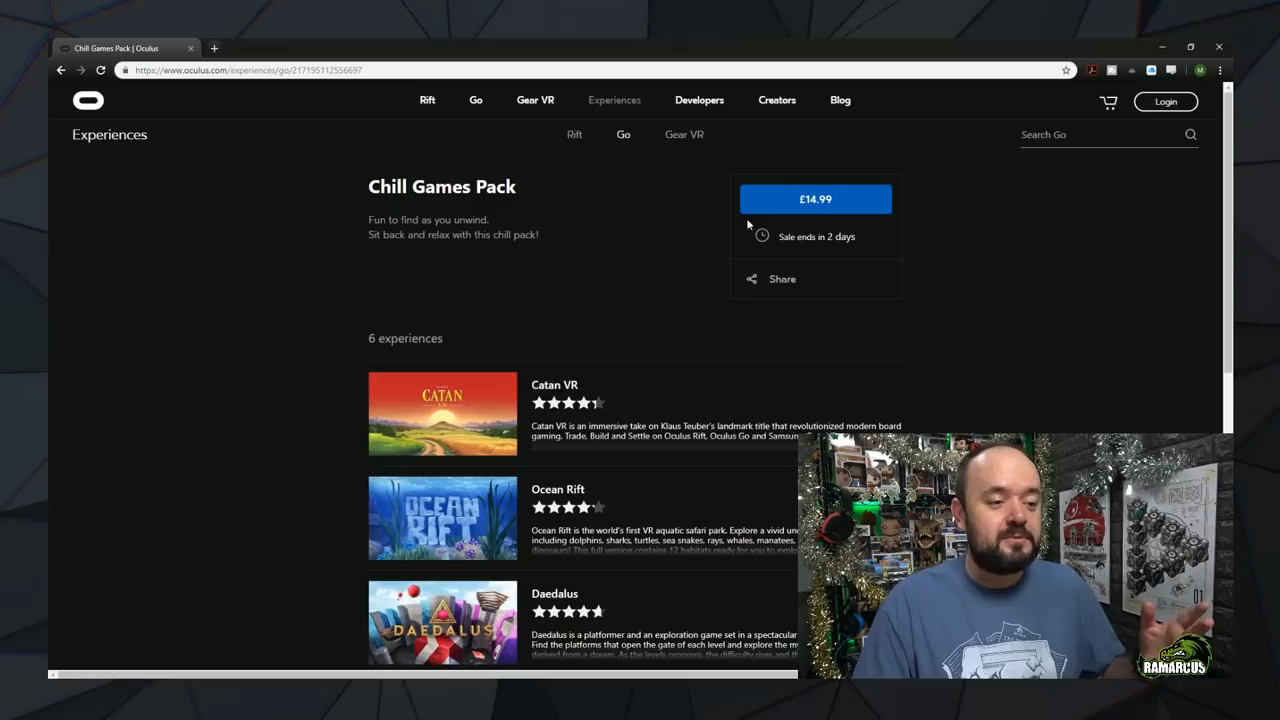 Chill Games Pack | Oculus
https://www.oculus.com/experiences/go/217195112556697
M
Rift Go Gear VR Experiences Developers Creators Blog
Login
Experiences
Rift Go Gear VR
Search Go
Chill Games Pack
Fun to find as you unwind.
Sit back and relax with this chill pack!
£14.99
Sale ends in 2 days
Share
6 experiences
CATAN
VR
Catan VR
Catan VR is an immersive take on Klaus Teuber's landmark title that revolutionized modern board
gaming. Trade, Build and Settle on Oculus Rift, Oculus Go and Samsun
OCEAN
RIFT
Ocean Rift
Ocean Rift is the world's first VR aquatic safari park. Explore a vivid un
including dolphins, sharks, turtles, sea snakes, rays, whales, manatees,
dinosaurs! This full version contains 12 habitats ready for you to explo
DAEDALUS
Daedalus
Daedalus is a platformer and an exploration game set in a spectacular
Find the platforms that open the gate of each level and explore the my
derived from a dream. As the levels progress, the difficulty rises and th
01
RAMARCUS